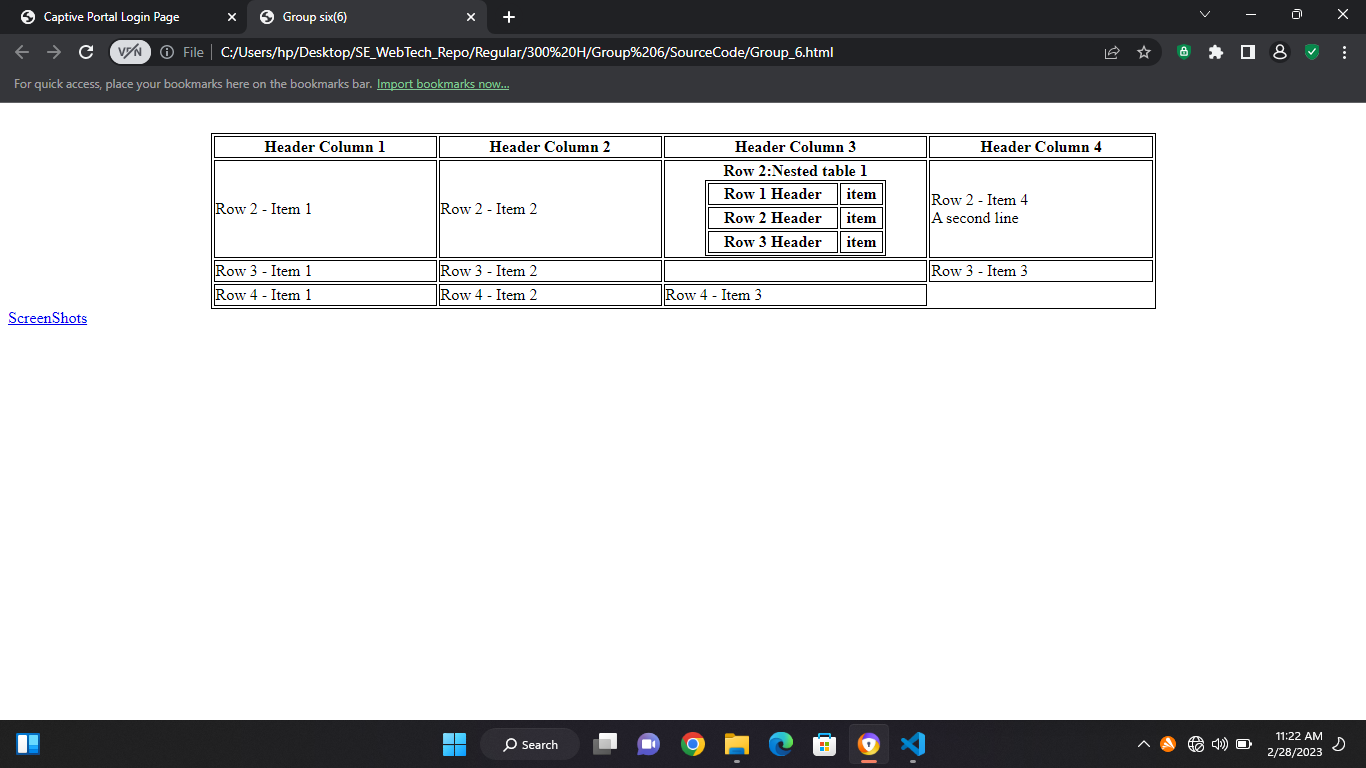 Captive Portal Login Page
Group six(6)
VPN
File
C:/Users/hp/Desktop/SE_WebTech_Repo/Regular/300%20H/Group%206/SourceCode/Group_6.html
For quick access, place your bookmarks here on the bookmarks bar. Import bookmarks now...
Header Column 1 Header Column 2 Header Column 3 Header Column 4
Row 2:Nested table 1
Row 1 Header item
Row 2 - Item 1 Row 2 - Item 2 Row 2 Header item Row 2 - Item 4
A second line
Row 3 Header item
Row 3 - Item 1 Row 3 - Item 2 Row 3 - Item 3
Row 4 - Item 1 Row 4 - Item 2 Row 4 - Item 3
ScreenShots
Search
11:22 AM
2/28/2023